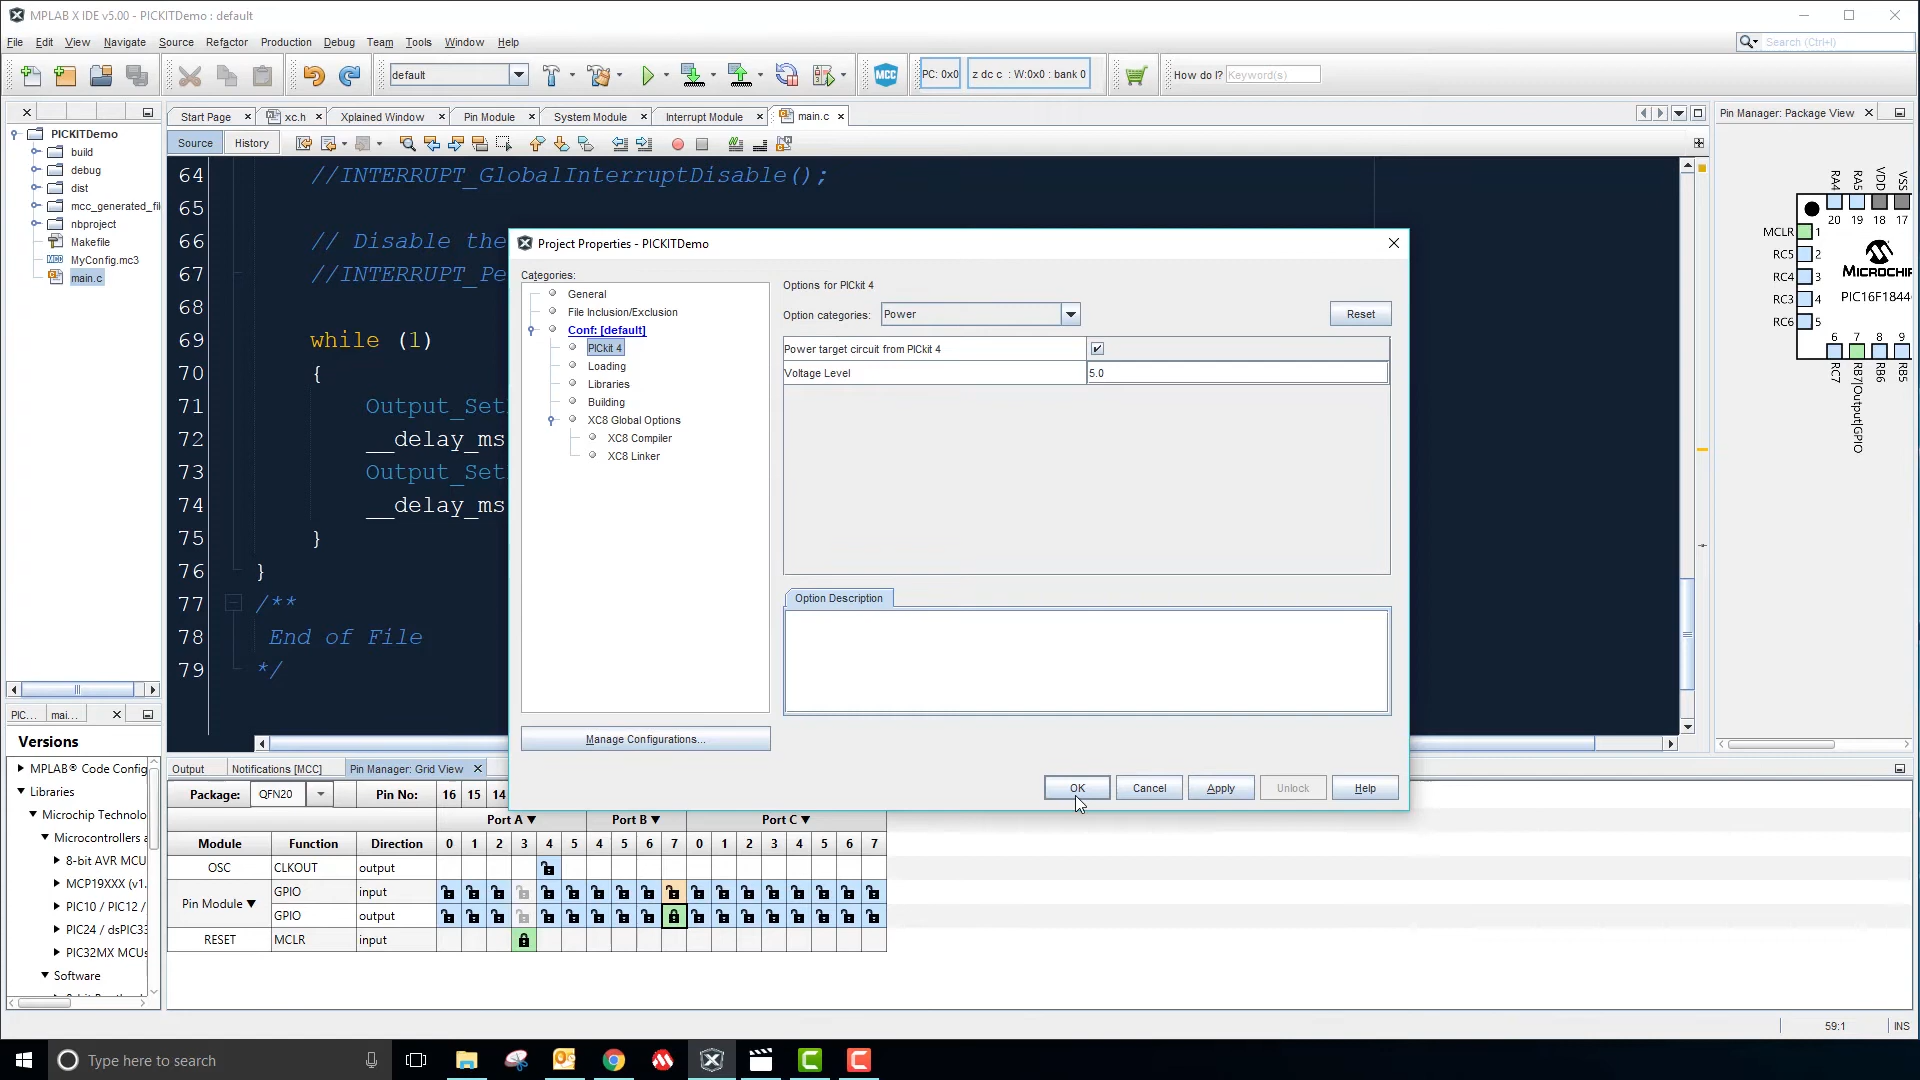 MPLAB X IDE v5.00 - PICKITDemo : default
File Edit View Navigate Source Refactor Production Debug Team Tools Window Help
Search (Ctrl+I)
default
MCC
PC: 0x0
z dc c : W:0x0 : bank 0
How do I? Keyword(s)
Start Page xc.h Xplained Window Pin Module System Module Interrupt Module main.c
Source History
PICKITDemo
build
debug
dist
mcc_generated_fil
nbproject
Makefile
MyConfig.mc3
main.c
64 //INTERRUPT_GlobalInterruptDisable();
65
66 // Disable the
67 //INTERRUPT_Pe
68
69 while (1)
70 {
71 Output_Set
72 __delay_ms
73 Output_Set
74 __delay_ms
75 }
76 }
77 /**
78 End of File
79 */
Project Properties - PICKITDemo
Categories:
General
File Inclusion/Exclusion
Conf: [default]
PICkit 4
Loading
Libraries
Building
XC8 Global Options
XC8 Compiler
XC8 Linker
Manage Configurations...
Options for PICkit 4
Option categories: Power
Reset
Power target circuit from PICkit 4
Voltage Level 5.0
Option Description
OK Cancel Apply Unlock Help
Pin Manager: Package View
RA4 RA5 VDD VSS
20 19 18 17
MCLR 1
RC5 2
RC4 3
RC3 4
RC6 5
MICROCHIP
PIC16F1844
6 7 8 9
RC7 RB7|Output|GPIO RB6 RB5
PIC... mai...
Versions
MPLAB® Code Config
Libraries
Microchip Technolo
Microcontrollers a
8-bit AVR MCU
MCP19XXX (v1.
PIC10 / PIC12 /
PIC24 / dsPIC33
PIC32MX MCUs
Software
Output Notifications [MCC] Pin Manager: Grid View
Package: QFN20 Pin No: 16 15 14
Port A ▼ Port B ▼ Port C ▼
Module Function Direction 0 1 2 3 4 5 4 5 6 7 0 1 2 3 4 5 6 7
OSC CLKOUT output
Pin Module ▼ GPIO input
GPIO output
RESET MCLR input
59:1 INS
Type here to search